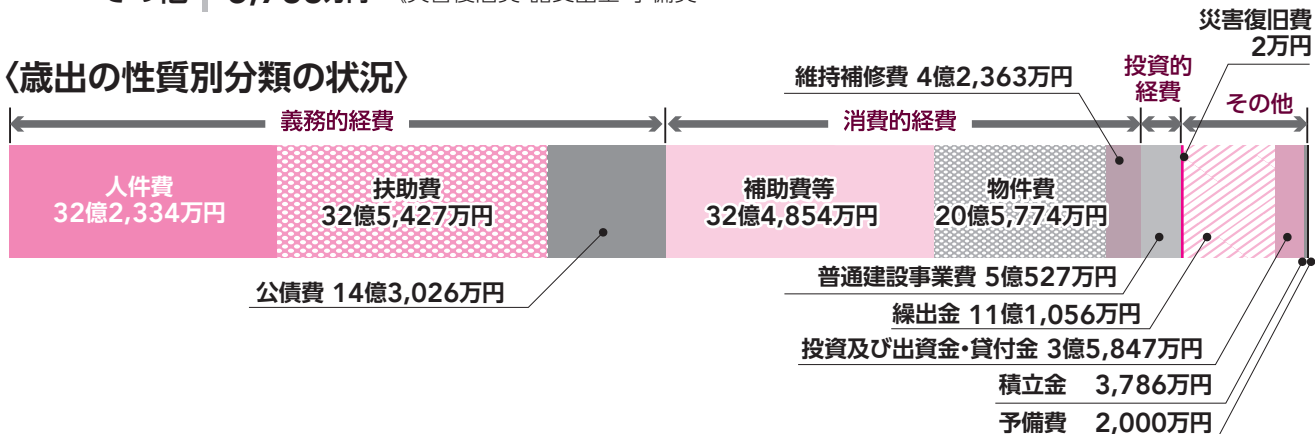 〈歳出の性質別分類の状況〉
災害復旧費
2万円
維持補修費 4億2,363万円
投資的
経費
義務的経費
消費的経費
その他
人件費
32億2,334万円
扶助費
32億5,427万円
補助費等
32億4,854万円
物件費
20億5,774万円
公債費 14億3,026万円
普通建設事業費 5億527万円
繰出金 11億1,056万円
投資及び出資金・貸付金 3億5,847万円
積立金 3,786万円
予備費 2,000万円